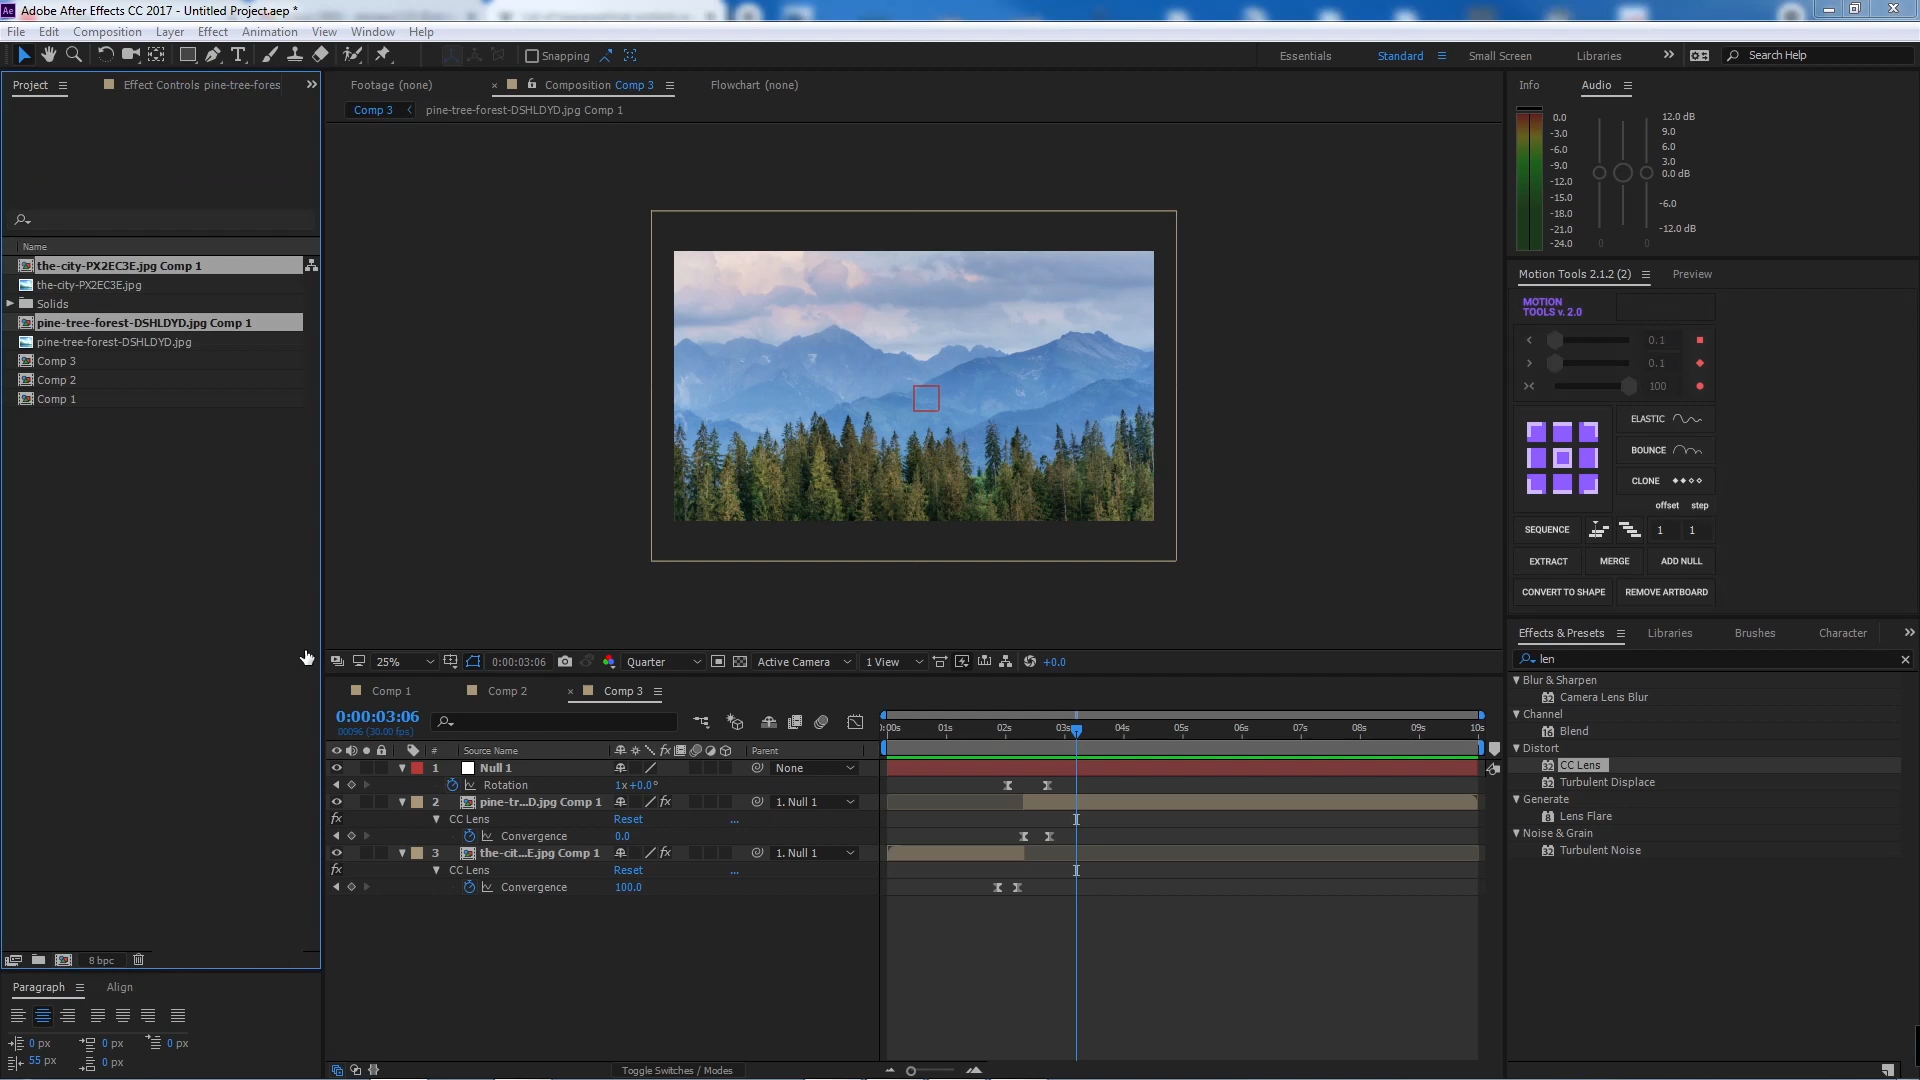 Adobe After Effects CC 2017 - Untitled Project.aep *
File Edit Composition Layer Effect Animation View Window Help
Snapping
Essentials Standard Small Screen Libraries Search Help
Project Effect Controls pine-tree-fores
Footage (none) Composition Comp 3 Flowchart (none)
Comp 3 pine-tree-forest-DSHLDYD.jpg Comp 1
Name
the-city-PX2EC3E.jpg Comp 1
the-city-PX2EC3E.jpg
Solids
pine-tree-forest-DSHLDYD.jpg Comp 1
pine-tree-forest-DSHLDYD.jpg
Comp 3
Comp 2
Comp 1
8 bpc
Paragraph Align
0 px 0 px 0 px
55 px 0 px
25% 0:00:03:06 Quarter Active Camera 1 View +0.0
Comp 1 Comp 2 Comp 3
0:00:03:06
00096 (30.00 fps)
:00s 01s 02s 03s 04s 05s 06s 07s 08s 09s 10s
# Source Name Parent
1 Null 1 None
Rotation 1x+0.0°
2 pine-tr...D.jpg Comp 1 1. Null 1
CC Lens Reset ...
Convergence 0.0
3 the-cit...E.jpg Comp 1 1. Null 1
CC Lens Reset ...
Convergence 100.0
Toggle Switches / Modes
Info Audio
0.0
-3.0
-6.0
-9.0
-12.0
-15.0
-18.0
-21.0
-24.0
12.0 dB
9.0
6.0
3.0
0.0 dB
-6.0
-12.0 dB
0 0
Motion Tools 2.1.2 (2) Preview
MOTION
TOOLS v. 2.0
0.1
0.1
100
ELASTIC
BOUNCE
CLONE
offset step
SEQUENCE 1 1
EXTRACT MERGE ADD NULL
CONVERT TO SHAPE REMOVE ARTBOARD
Effects & Presets Libraries Brushes Character
len
Blur & Sharpen
Camera Lens Blur
Channel
Blend
Distort
CC Lens
Turbulent Displace
Generate
Lens Flare
Noise & Grain
Turbulent Noise